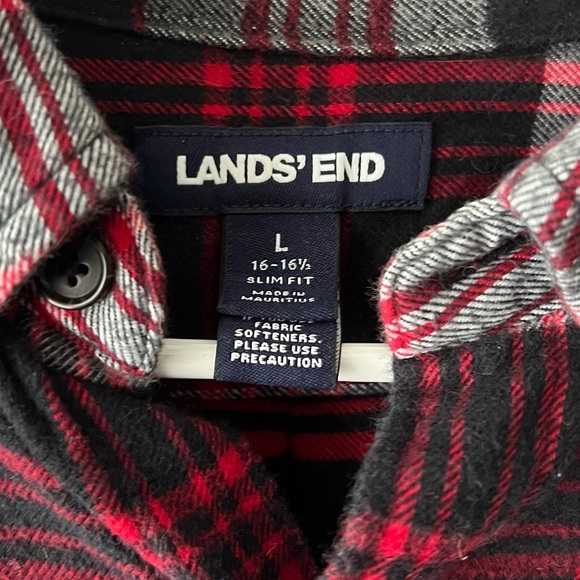 LANDS' END
L
16-16½
SLIM FIT
MADE IN
MAURITIUS
FABRIC
SOFTENERS.
PLEASE USE
PRECAUTION